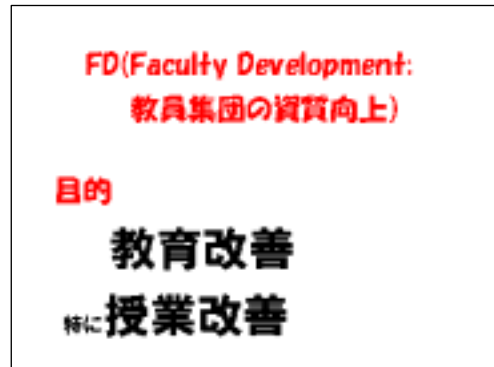 FD(Faculty Development:
教員集団の資質向上)
目的
教育改善
特に授業改善